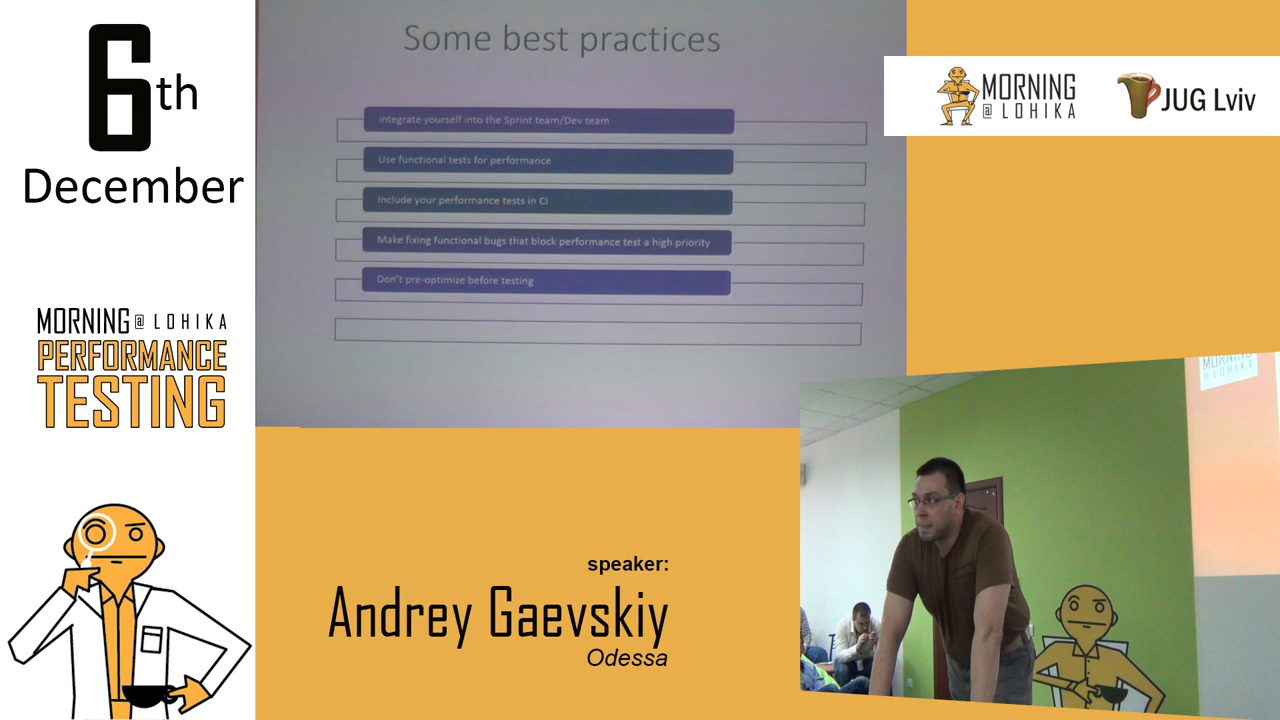 6th
December
MORNING @ LOHIKA
PERFORMANCE
TESTING
Some best practices
Integrate yourself into the Sprint team/Dev team
Use functional tests for performance
Include your performance tests in CI
Make fixing functional bugs that block performance test a high priority
Don't pre-optimize before testing
MORNING
@ LOHIKA
JUG Lviv
MORNING
@ LOHIKA
speaker:
Andrey Gaevskiy
Odessa